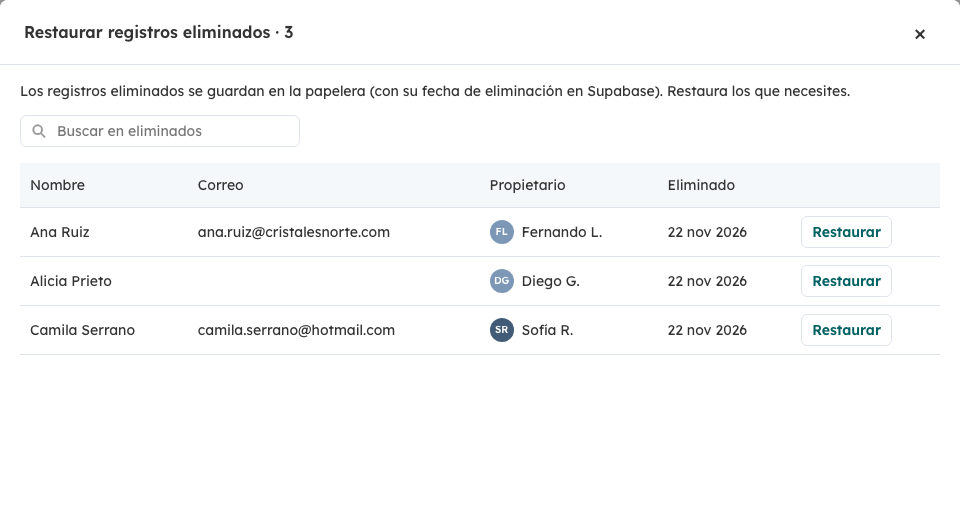 Restaurar registros eliminados · 3
Los registros eliminados se guardan en la papelera (con su fecha de eliminación en Supabase). Restaura los que necesites.
Buscar en eliminados
Nombre Correo Propietario Eliminado
Ana Ruiz ana.ruiz@cristalesnorte.com FL Fernando L. 22 nov 2026 Restaurar
Alicia Prieto DG Diego G. 22 nov 2026 Restaurar
Camila Serrano camila.serrano@hotmail.com SR Sofía R. 22 nov 2026 Restaurar